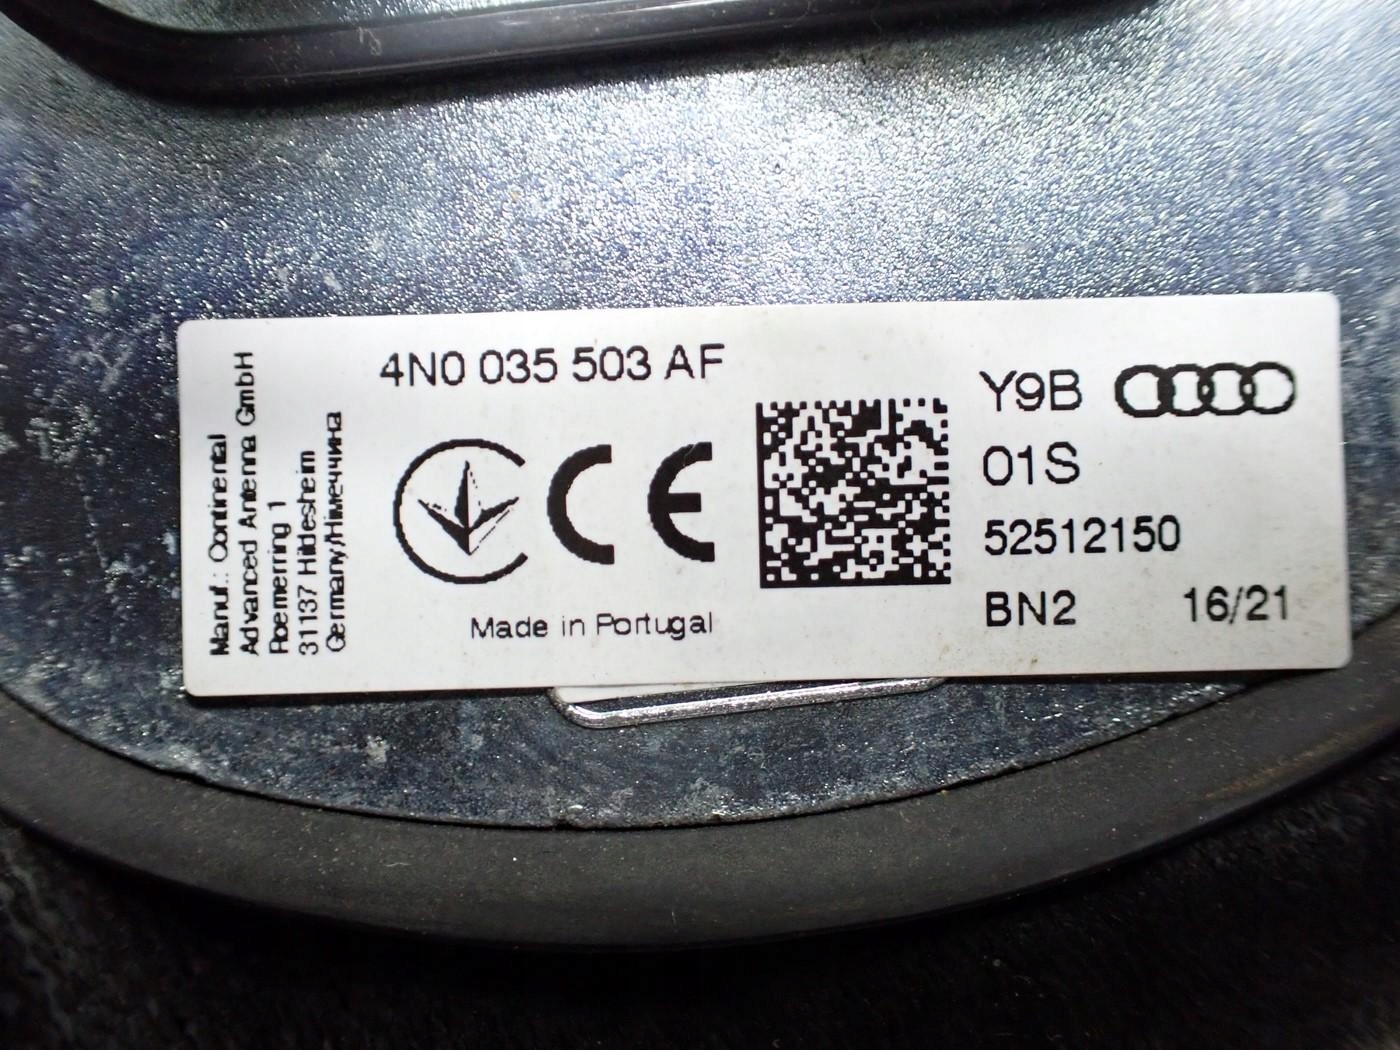 Manuf.: Continental
Advanced Antenna GmbH
Roemerring 1
31137 Hildesheim
Germany/Німеччина
4N0 035 503 AF
CE
Made in Portugal
Y9B
01S
52512150
BN2 16/21